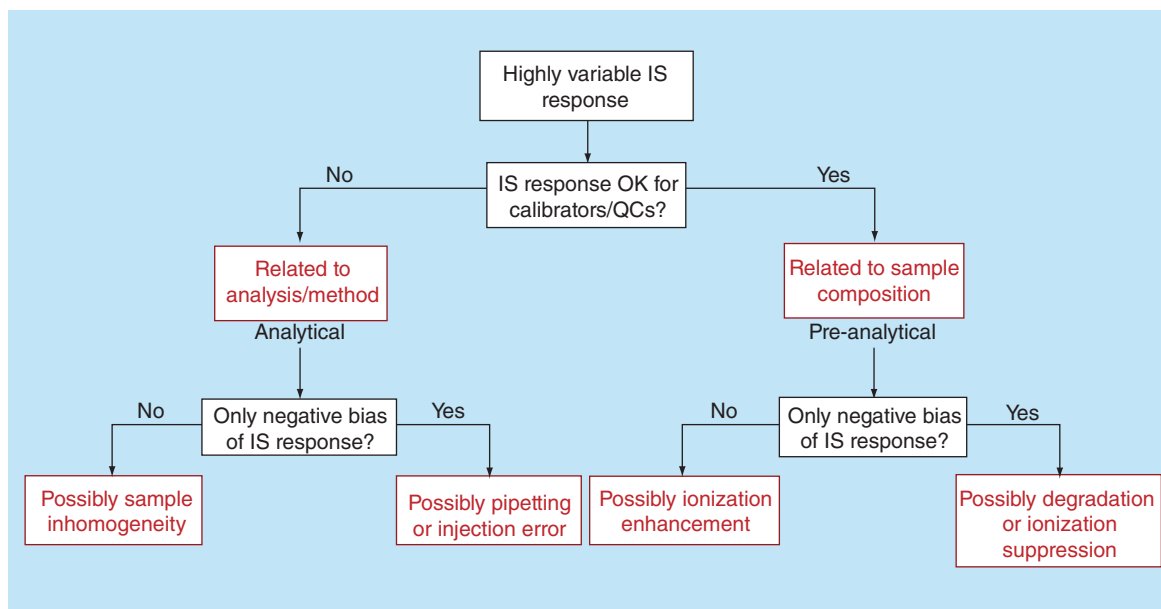 Highly variable IS
response
No
IS response OK for
calibrators/QCs?
Yes
Related to
analysis/method
Related to sample
composition
Analytical
Pre-analytical
No
Only negative bias
of IS response?
Yes
No
Only negative bias
of IS response?
Yes
Possibly sample
inhomogeneity
Possibly pipetting
or injection error
Possibly ionization
enhancement
Possibly degradation
or ionization
suppression